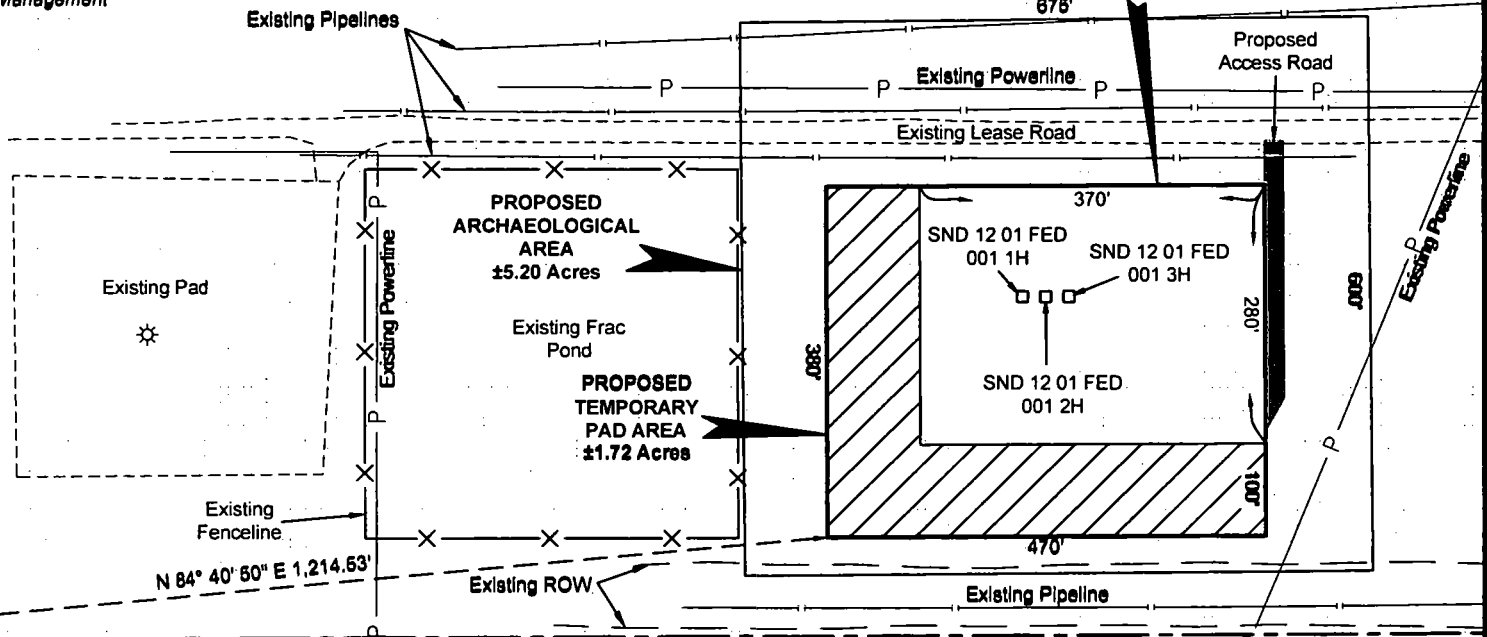 Management
Existing Pipelines
676'
Proposed
Access Road
Existing Powerline
P
P
P
P
Existing Lease Road
370'
PROPOSED
ARCHAEOLOGICAL
AREA
±5.20 Acres
SND 12 01 FED
001 1H
SND 12 01 FED
001 3H
P
Existing Powerline
P
Existing Powerline
Existing Pad
Existing Frac
Pond
280'
600'
380'
SND 12 01 FED
001 2H
PROPOSED
TEMPORARY
PAD AREA
±1.72 Acres
P
P
100'
Existing
Fenceline
470'
N 84° 40' 50" E 1,214.53'
Existing ROW
Existing Pipeline
P